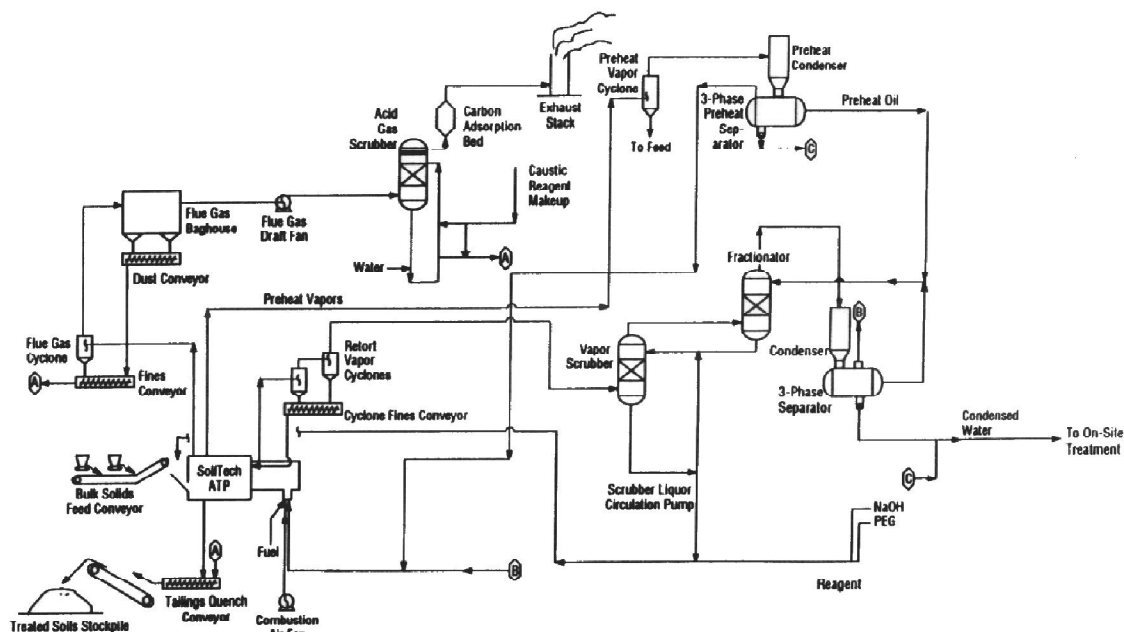 Preheat
Condenser
Preheat
Vapor
Cyclone
3-Phase
Preheat
Sep-
arator
Preheat Oil
To Feed
C
Exhaust
Stack
Carbon
Adsorption
Bed
Acid
Gas
Scrubber
Caustic
Reagent
Makeup
Flue Gas
Baghouse
Flue Gas
Draft Fan
Water
A
Dust Conveyor
Preheat Vapors
Fractionator
B
Flue Gas
Cyclone
Retort
Vapor
Cyclones
Vapor
Scrubber
Condenser
A
Fines
Conveyor
3-Phase
Separator
Cyclone Fines Conveyor
Condensed
Water
To On-Site
Treatment
SoilTech
ATP
Bulk Solids
Feed Conveyor
Scrubber Liquor
Circulation Pump
C
NaOH
PEG
Fuel
A
B
Reagent
Tailings Quench
Conveyor
Treated Soils Stockpile
Combustion
Air Fan